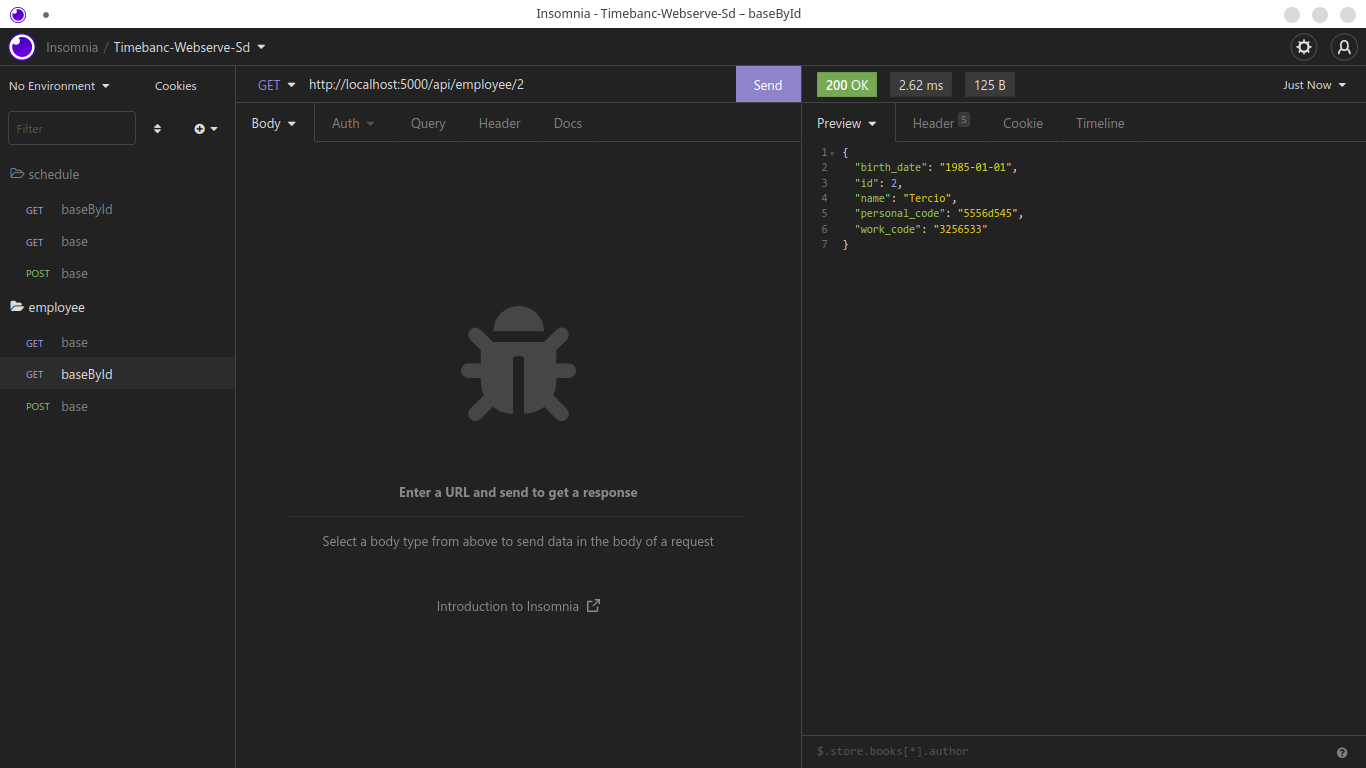 Insomnia - Timebanc-Webserve-Sd – baseById
Insomnia / Timebanc-Webserve-Sd
No Environment Cookies
GET http://localhost:5000/api/employee/2 Send
200 OK 2.62 ms 125 B Just Now
Filter
Body Auth Query Header Docs
Preview Header 5 Cookie Timeline
schedule
GET baseById
GET base
POST base
employee
GET base
GET baseById
POST base
Enter a URL and send to get a response
Select a body type from above to send data in the body of a request
Introduction to Insomnia
1 {
2 "birth_date": "1985-01-01",
3 "id": 2,
4 "name": "Tercio",
5 "personal_code": "5556d545",
6 "work_code": "3256533"
7 }
$.store.books[*].author
?